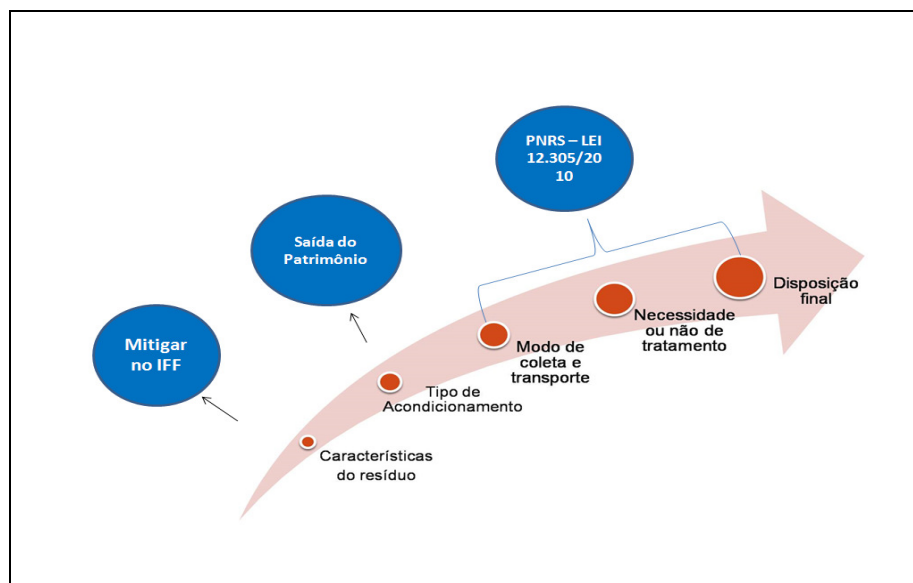 PNRS – LEI
12.305/20
10
Saída do
Patrimônio
Mitigar
no IFF
Disposição
final
Necessidade
ou não de
tratamento
Modo de
coleta e
transporte
Tipo de
Acondicionamento
Características
do resíduo